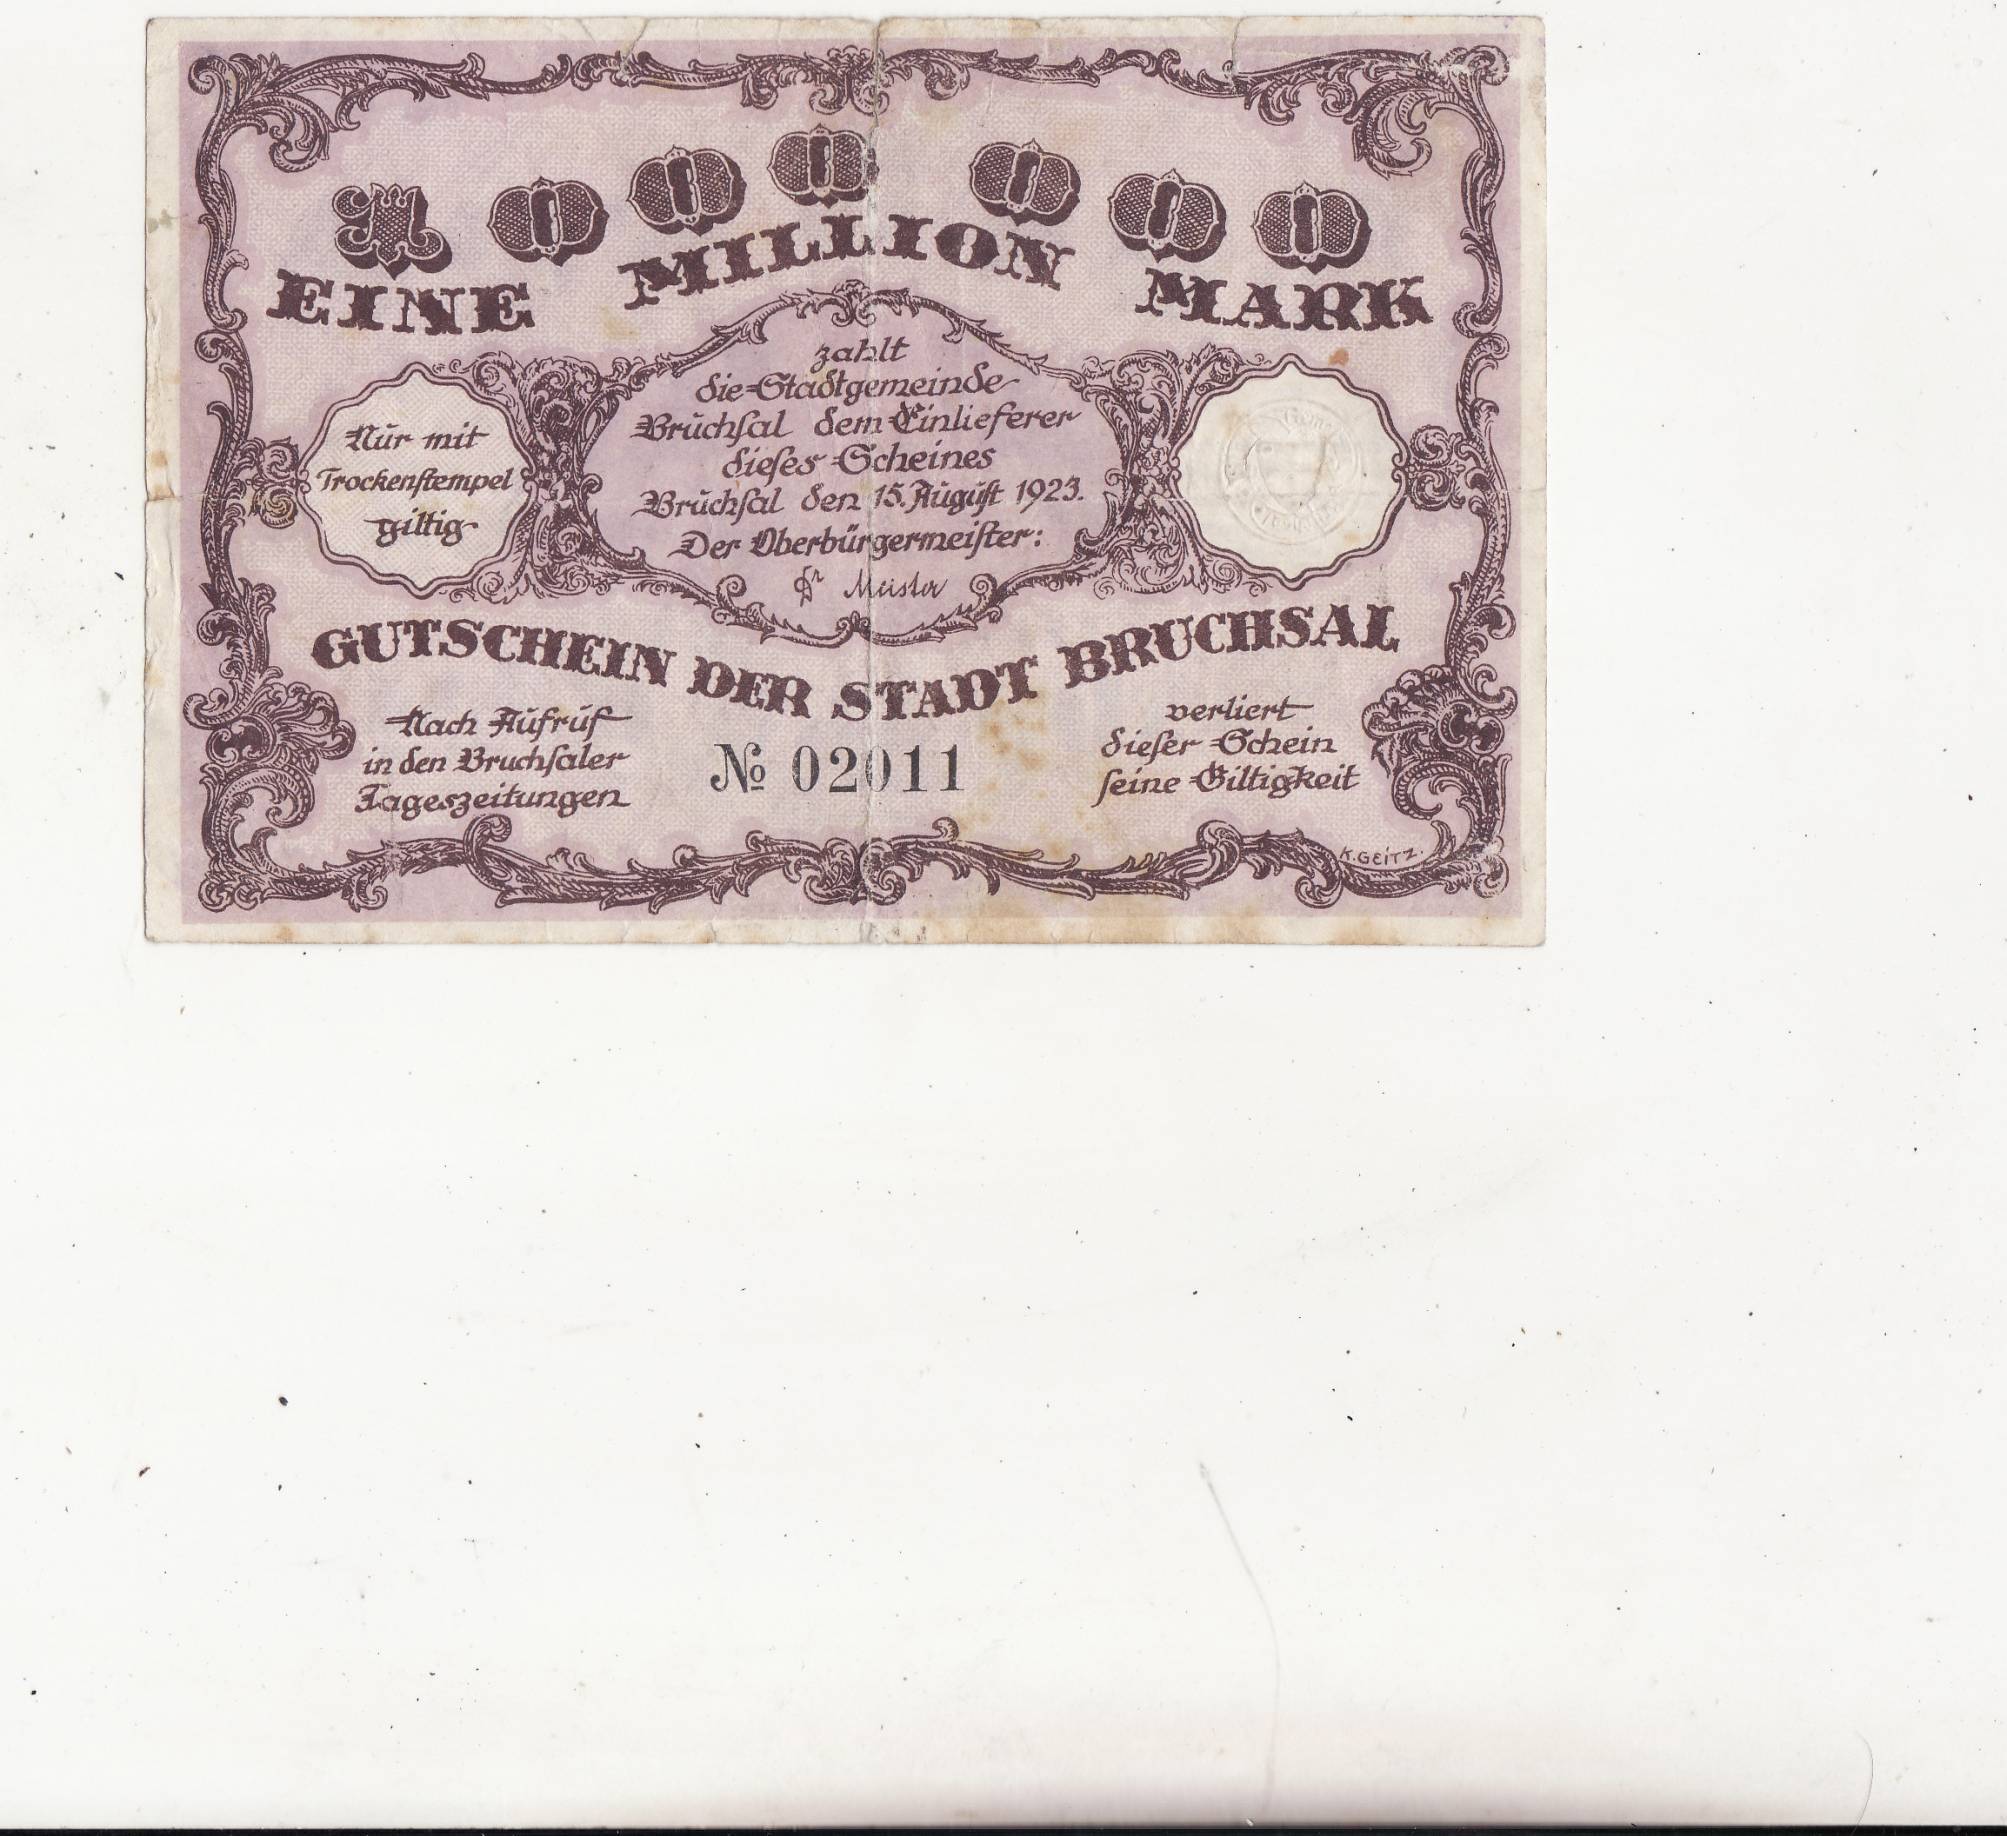 1000000
EINE MILLION MARK
zahlt
die Stadtgemeinde
Bruchsal dem Einlieferer
dieses Scheines
Bruchsal den 15. August 1923.
Der Oberbürgermeister:
Dr Meister
Nur mit
Trockenstempel
giltig
GUTSCHEIN DER STADT BRUCHSAL
Nach Aufruf
in den Bruchsaler
Tageszeitungen
№ 02011
verliert
dieser Schein
seine Giltigkeit
K. GEITZ.